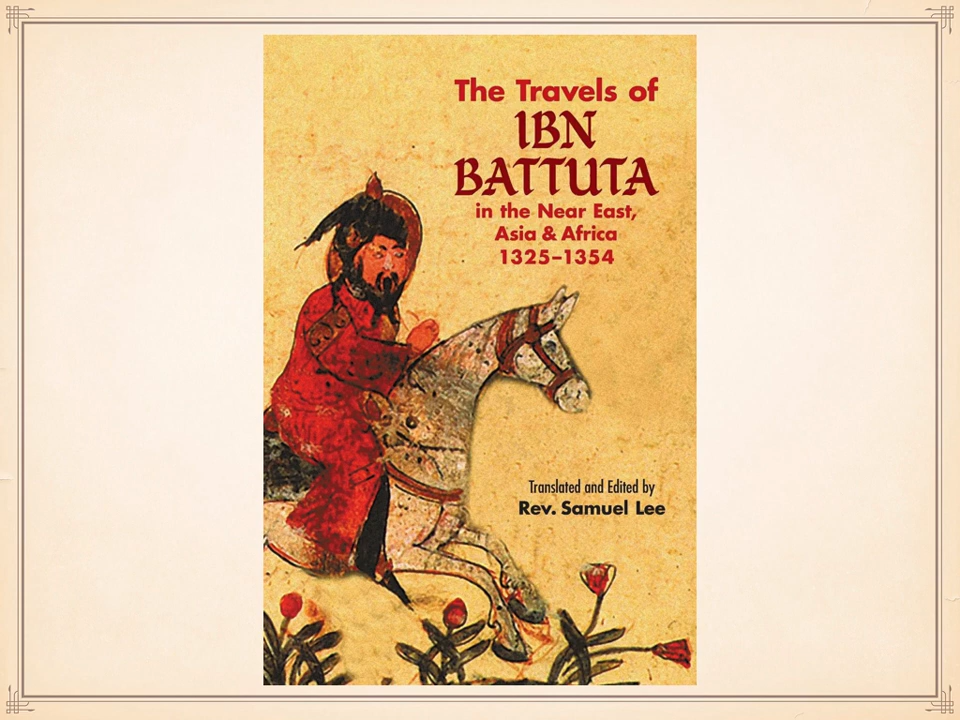 The Travels of
IBN
BATTUTA
in the Near East,
Asia & Africa
1325–1354
Translated and Edited by
Rev. Samuel Lee